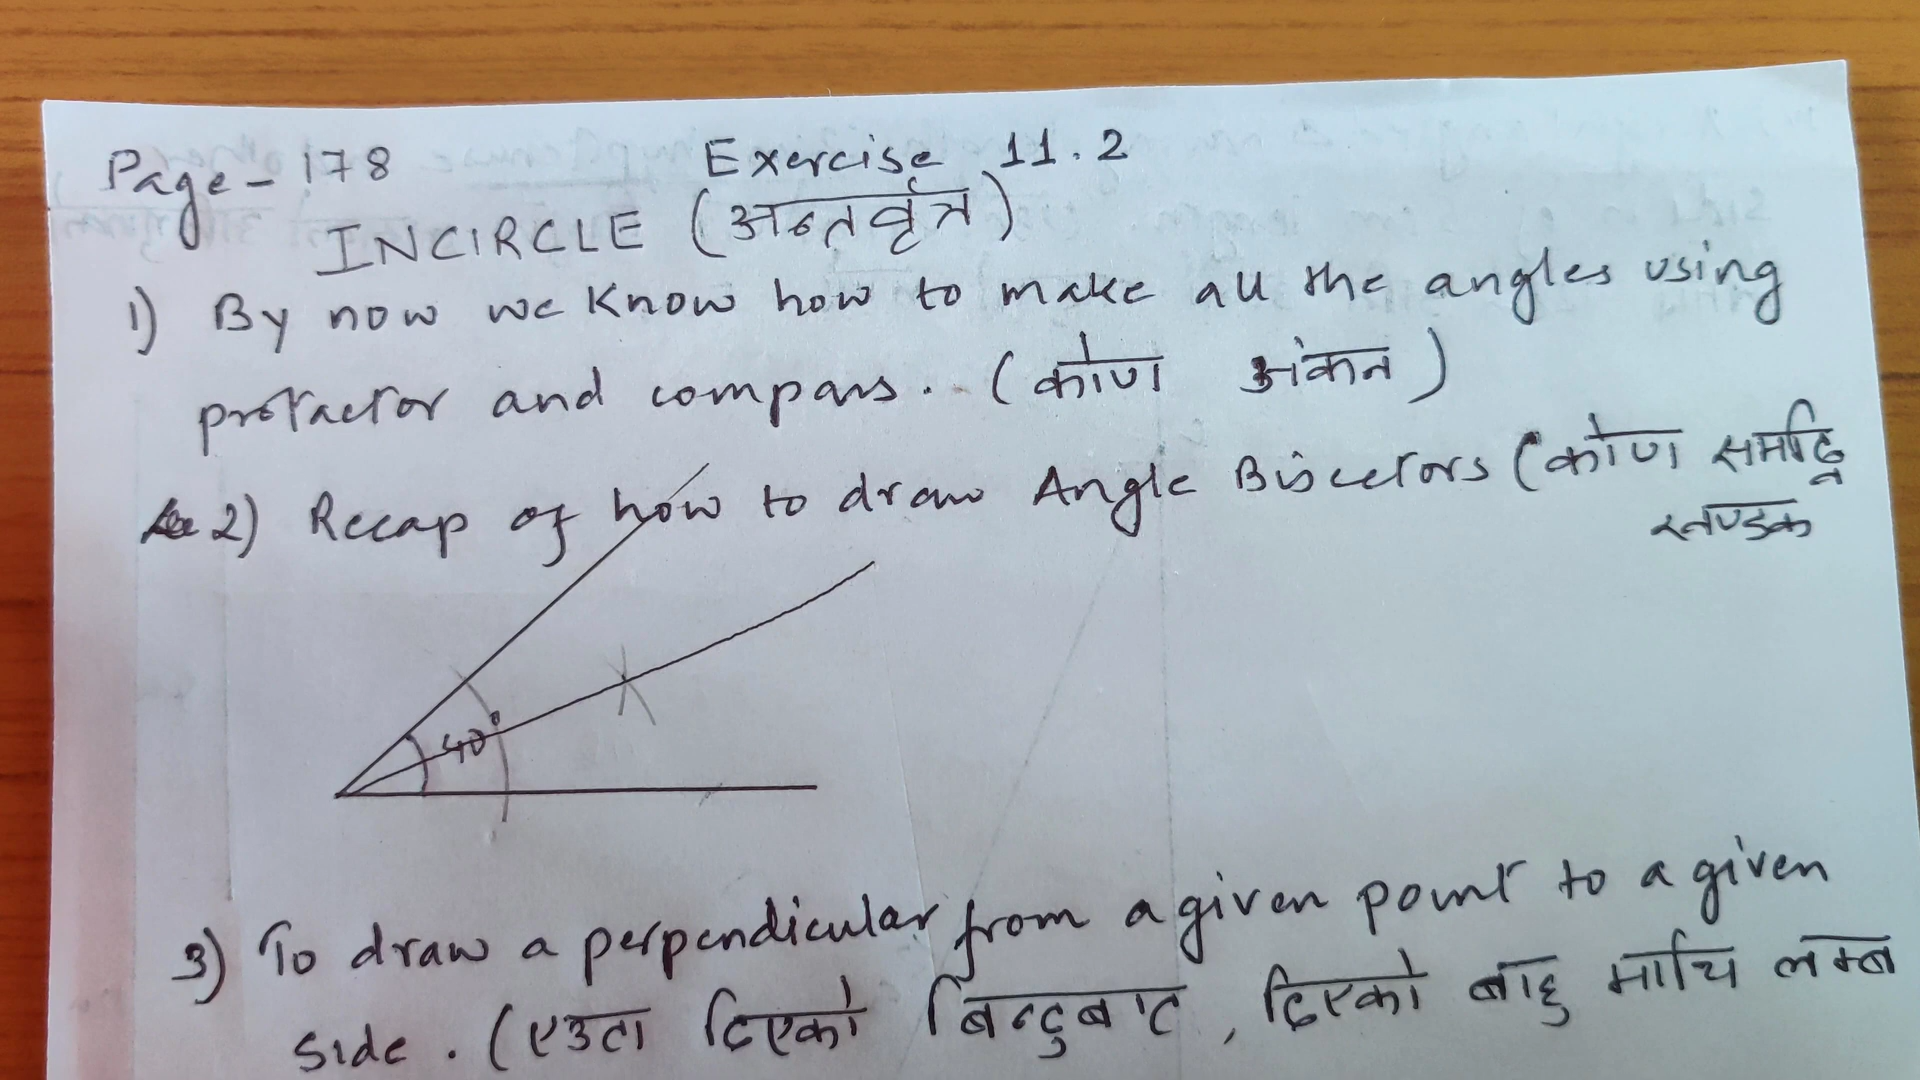 Page - 178 Exercise 11.2
INCIRCLE (अन्तर्वृत्र)
1) By now we know how to make all the angles using
protractor and compass. (कोण अंकन)
2) Recap of how to draw Angle Bisectors (कोण समद्वि
खण्डक
40°
3) To draw a perpendicular from a given point to a given
side. (एउटा दिएको बिन्दुबाट, दिएको बाहु माथि लम्ब